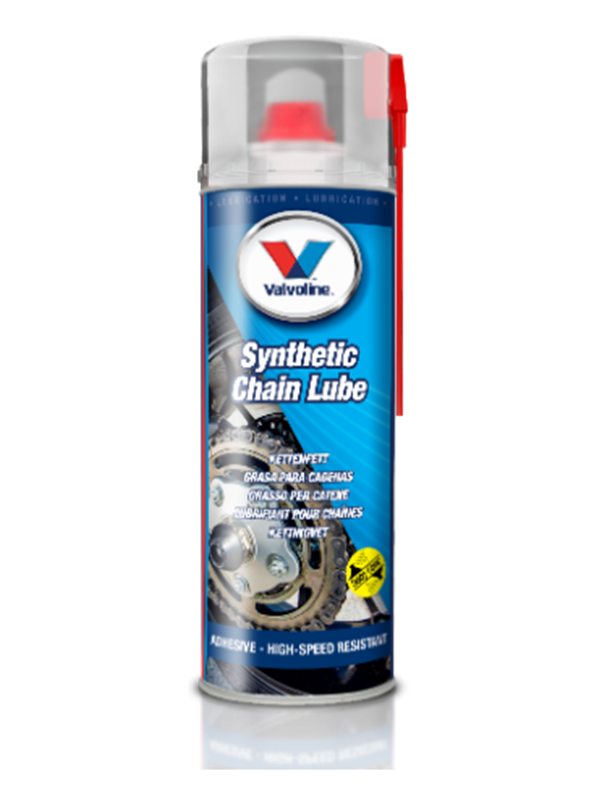 LUBRICATION • LUBRICATION
Valvoline™
Synthetic
Chain Lube
KETTENFETT
GRASA PARA CADENAS
GRASSO PER CATENE
LUBRIFIANT POUR CHAÎNES
KETTINGVET
ADHESIVE - HIGH-SPEED RESISTANT